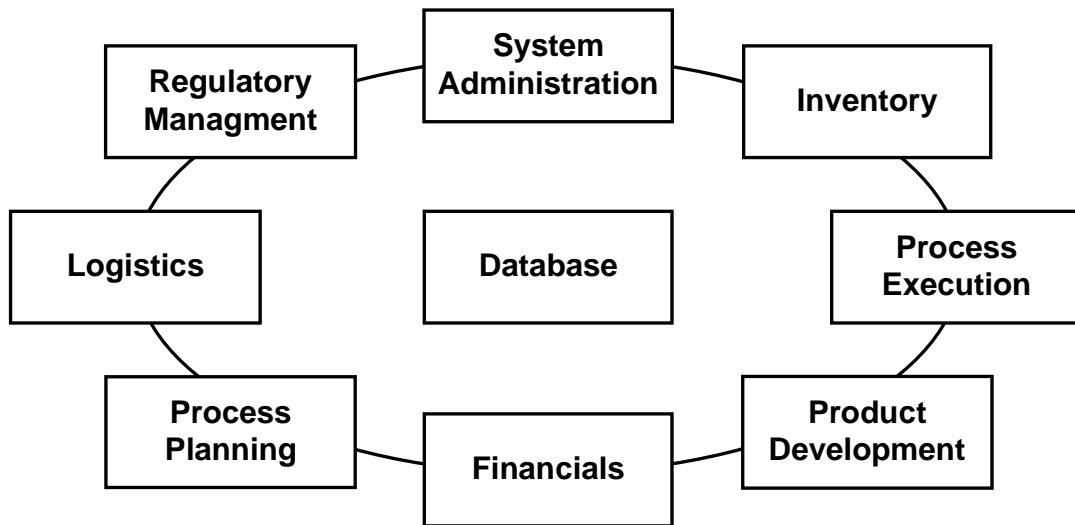 System
Administration
Regulatory
Managment
Inventory
Logistics
Database
Process
Execution
Process
Planning
Financials
Product
Development